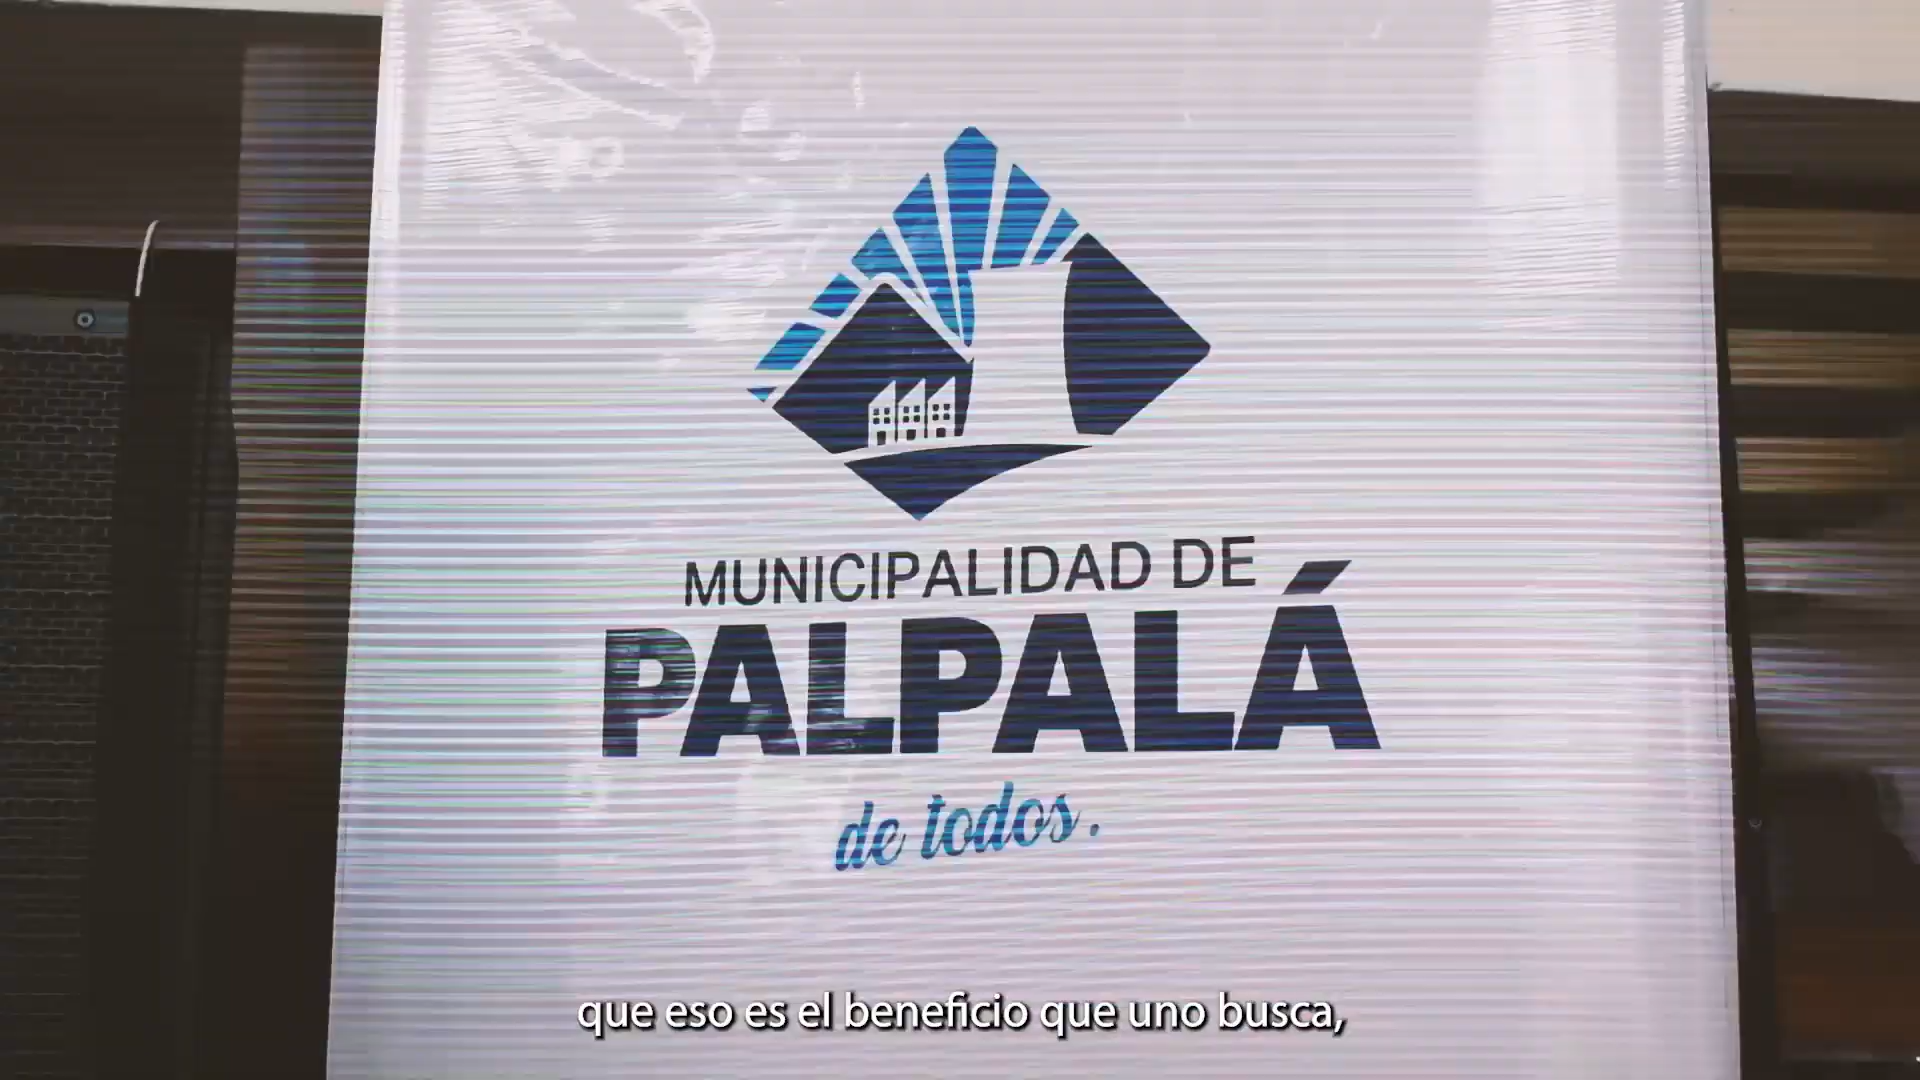 MUNICIPALIDAD DE
PALPALÁ
de todos.
que eso es el beneficio que uno busca,